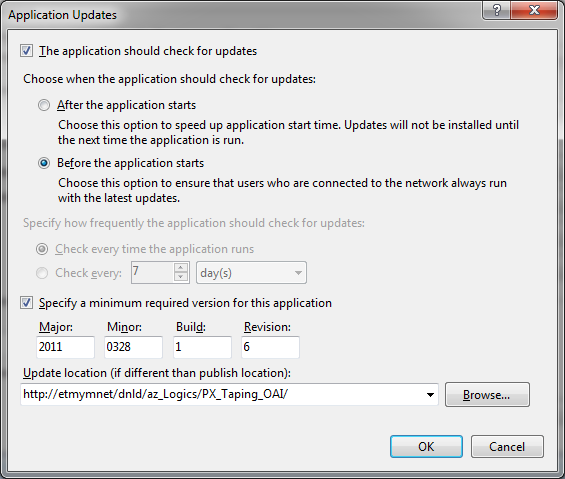 Application Updates
The application should check for updates
Choose when the application should check for updates:
After the application starts
Choose this option to speed up application start time. Updates will not be installed until
the next time the application is run.
Before the application starts
Choose this option to ensure that users who are connected to the network always run
with the latest updates.
Specify how frequently the application should check for updates:
Check every time the application runs
Check every: 7 day(s)
Specify a minimum required version for this application
Major: Minor: Build: Revision:
2011 0328 1 6
Update location (if different than publish location):
http://etmymnet/dnld/az_Logics/PX_Taping_OAI/ Browse...
OK Cancel